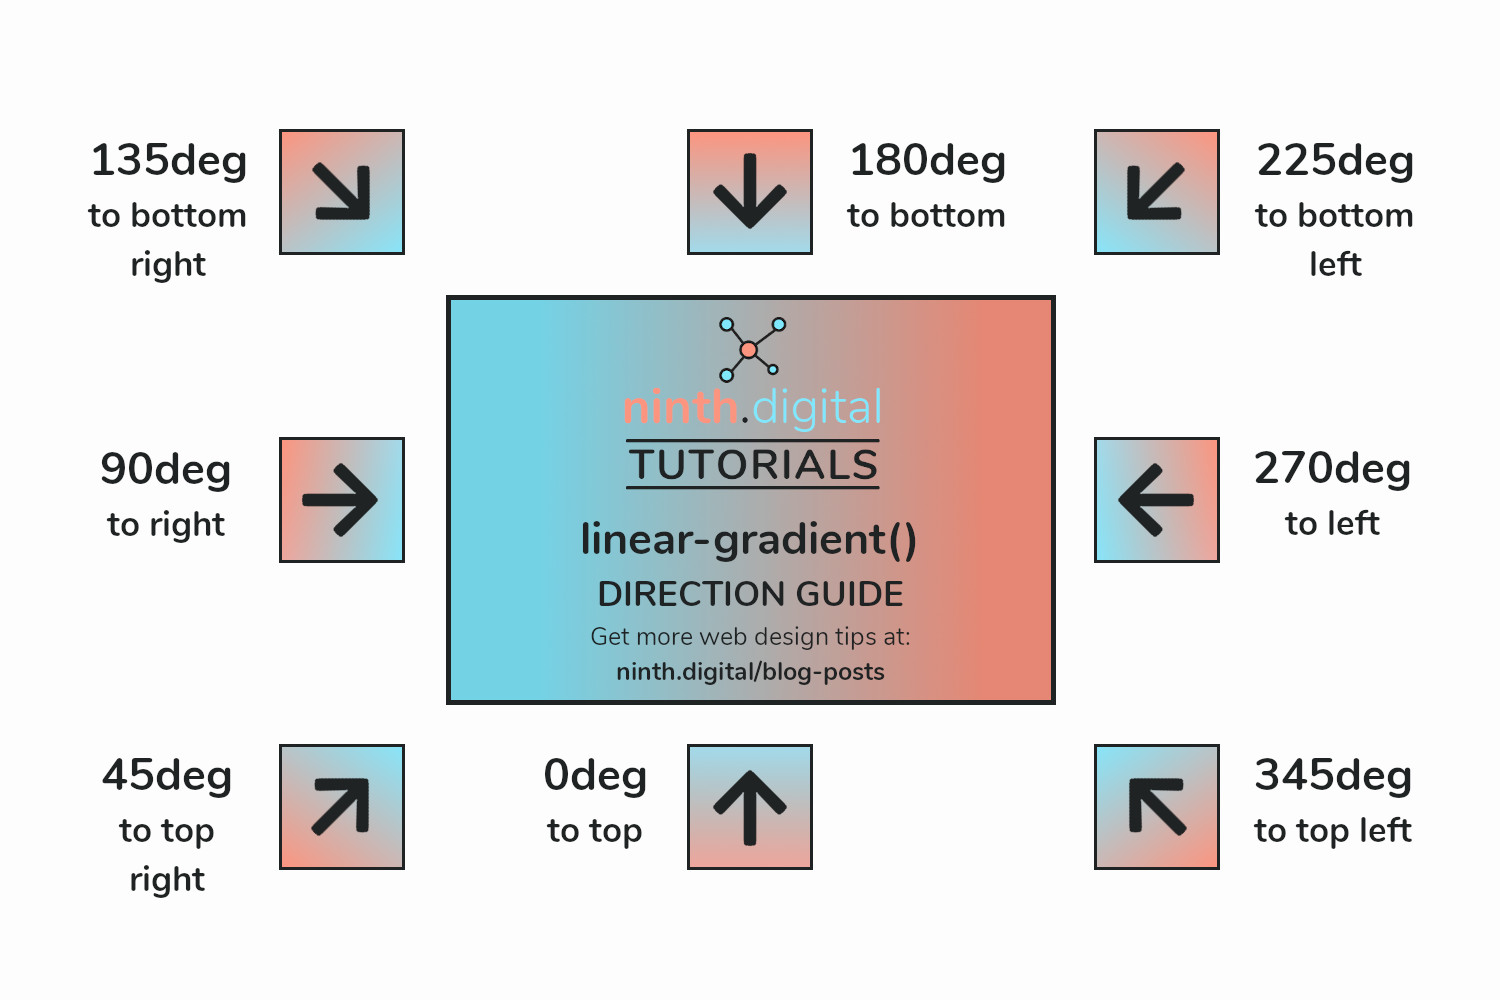 135deg
to bottom
right
180deg
to bottom
225deg
to bottom
left
ninth.digital
TUTORIALS
90deg
to right
linear-gradient()
DIRECTION GUIDE
Get more web design tips at:
ninth.digital/blog-posts
270deg
to left
45deg
to top
right
0deg
to top
345deg
to top left